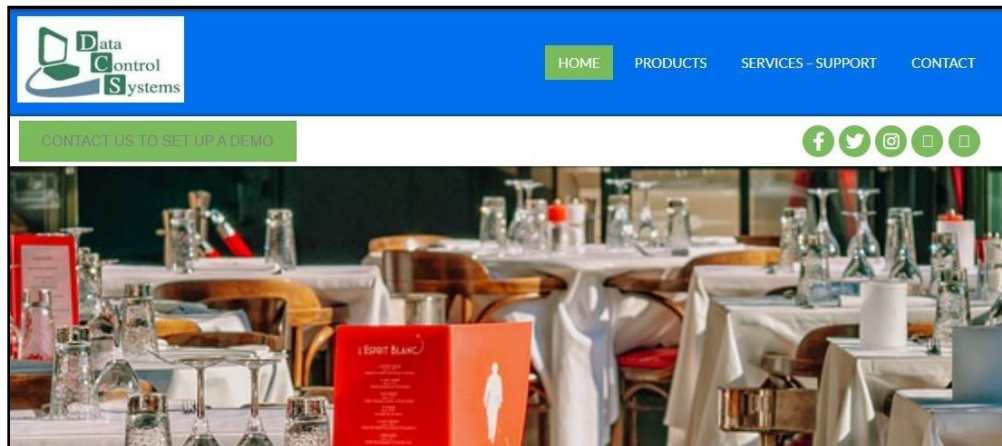 Data
Control
Systems
HOME PRODUCTS SERVICES – SUPPORT CONTACT
CONTACT US TO SET UP A DEMO
L'ESPRIT BLANC